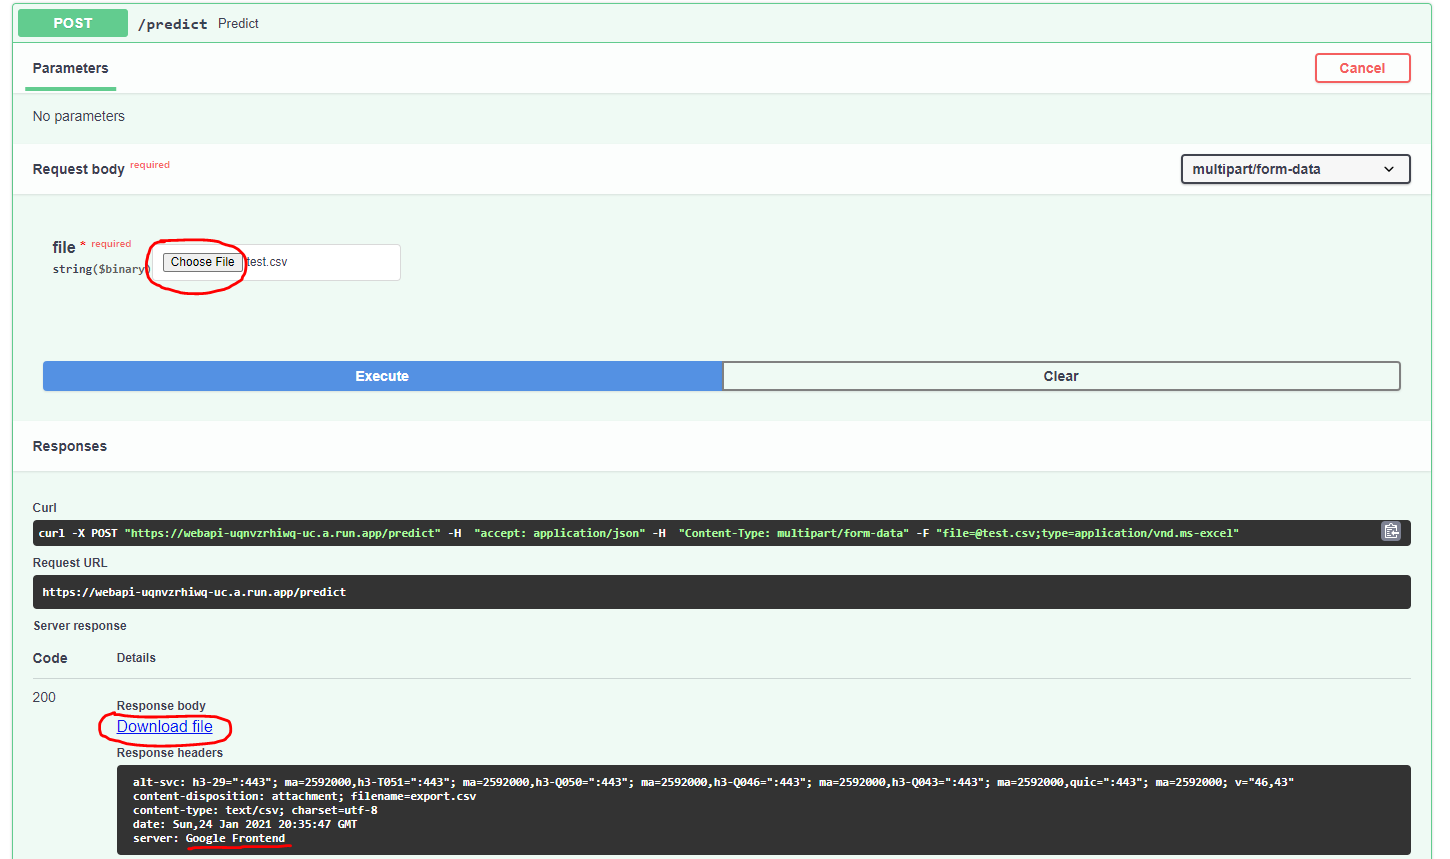 POST /predict Predict
Parameters Cancel
No parameters
Request body required multipart/form-data
file * required
string($binary) Choose File test.csv
Execute Clear
Responses
Curl
curl -X POST "https://webapi-uqnvzrhiwq-uc.a.run.app/predict" -H  "accept: application/json" -H  "Content-Type: multipart/form-data" -F "file=@test.csv;type=application/vnd.ms-excel"
Request URL
https://webapi-uqnvzrhiwq-uc.a.run.app/predict
Server response
Code Details
200
Response body
Download file
Response headers
alt-svc: h3-29=":443"; ma=2592000,h3-T051=":443"; ma=2592000,h3-Q050=":443"; ma=2592000,h3-Q046=":443"; ma=2592000,h3-Q043=":443"; ma=2592000,quic=":443"; ma=2592000; v="46,43"
content-disposition: attachment; filename=export.csv
content-type: text/csv; charset=utf-8
date: Sun,24 Jan 2021 20:35:47 GMT
server: Google Frontend